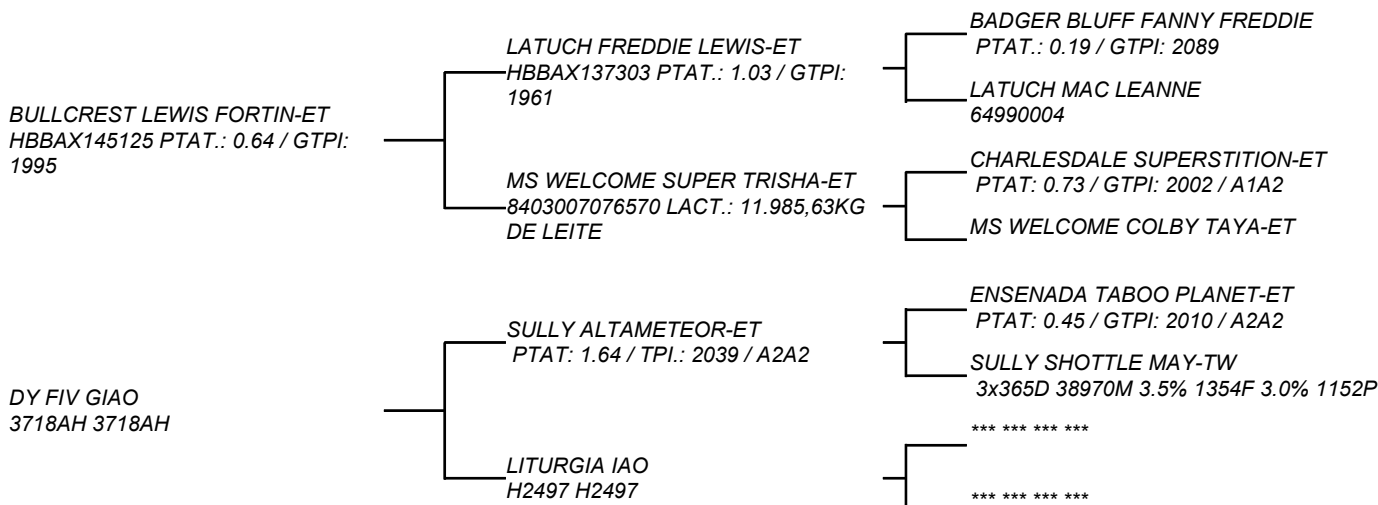 BULLCREST LEWIS FORTIN-ET
HBBAX145125 PTAT.: 0.64 / GTPI:
1995
LATUCH FREDDIE LEWIS-ET
HBBAX137303 PTAT.: 1.03 / GTPI:
1961
BADGER BLUFF FANNY FREDDIE
PTAT.: 0.19 / GTPI: 2089
LATUCH MAC LEANNE
64990004
MS WELCOME SUPER TRISHA-ET
8403007076570 LACT.: 11.985,63KG
DE LEITE
CHARLESDALE SUPERSTITION-ET
PTAT: 0.73 / GTPI: 2002 / A1A2
MS WELCOME COLBY TAYA-ET
DY FIV GIAO
3718AH 3718AH
SULLY ALTAMETEOR-ET
PTAT: 1.64 / TPI.: 2039 / A2A2
ENSENADA TABOO PLANET-ET
PTAT: 0.45 / GTPI: 2010 / A2A2
SULLY SHOTTLE MAY-TW
3x365D 38970M 3.5% 1354F 3.0% 1152P
LITURGIA IAO
H2497 H2497
*** *** *** ***
*** *** *** ***